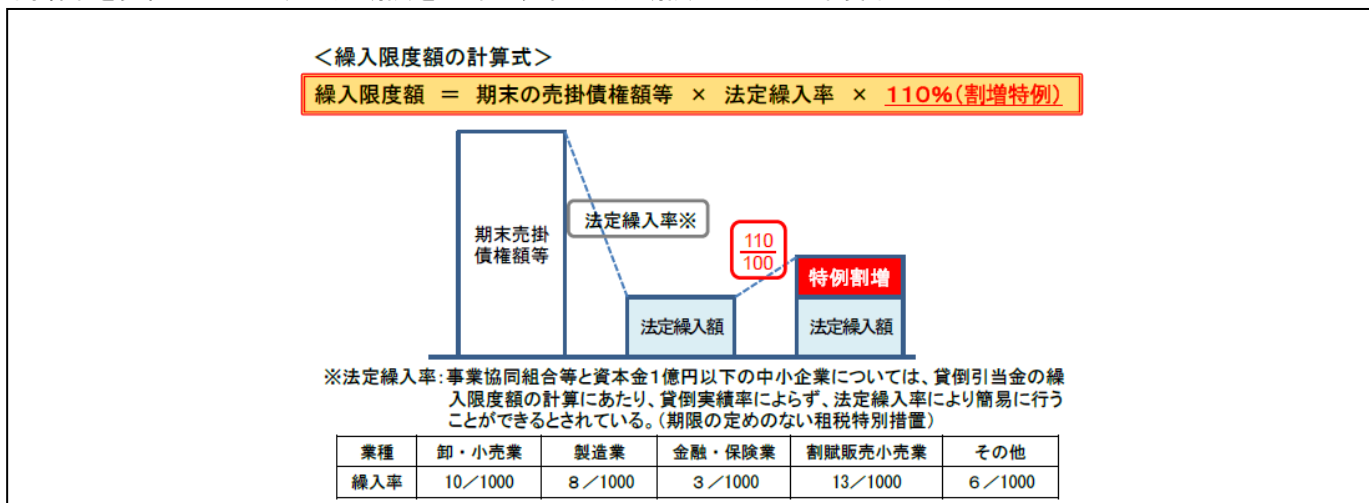 ＜繰入限度額の計算式＞
繰入限度額 ＝ 期末の売掛債権額等 × 法定繰入率 × 110％（割増特例）
期末売掛
債権額等
法定繰入率※
110
100
特例割増
法定繰入額
法定繰入額
※法定繰入率：事業協同組合等と資本金１億円以下の中小企業については、貸倒引当金の繰
入限度額の計算にあたり、貸倒実績率によらず、法定繰入率により簡易に行う
ことができるとされている。（期限の定めのない租税特別措置）
業種 卸・小売業 製造業 金融・保険業 割賦販売小売業 その他
繰入率 10／1000 8／1000 3／1000 13／1000 6／1000